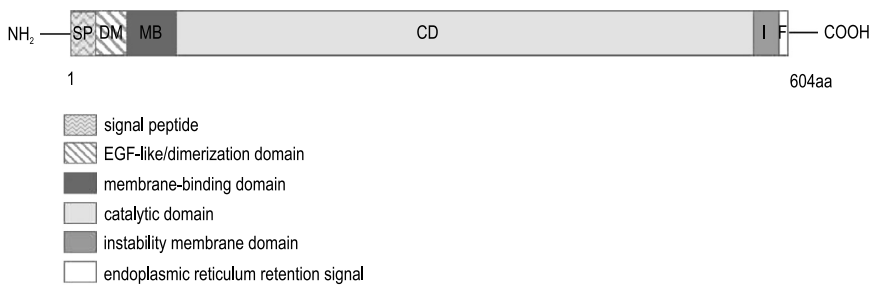 NH₂ SP DM MB CD I F COOH
1 604aa
signal peptide
EGF-like/dimerization domain
membrane-binding domain
catalytic domain
instability membrane domain
endoplasmic reticulum retention signal